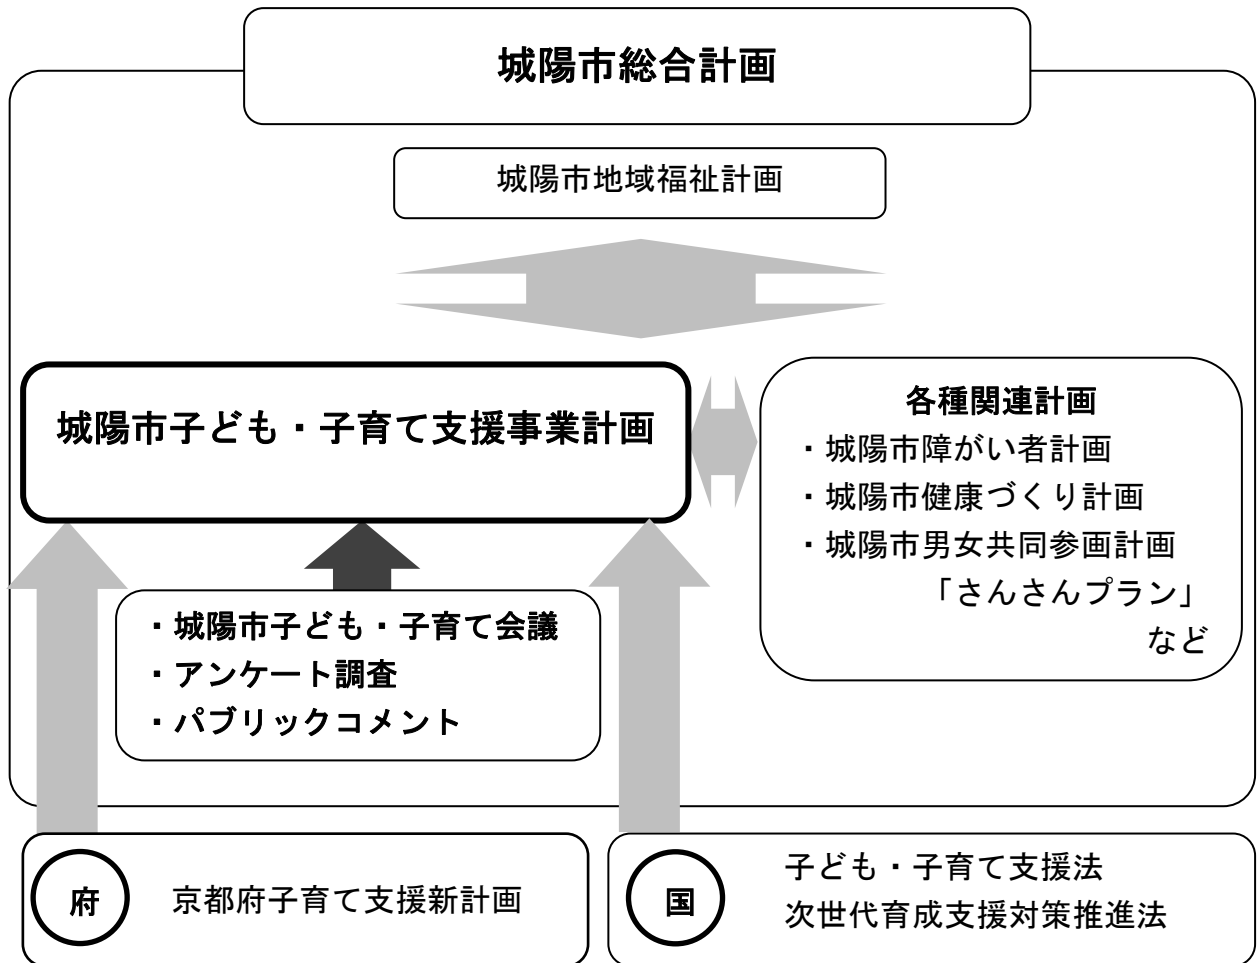 城陽市総合計画
城陽市地域福祉計画
城陽市子ども・子育て支援事業計画
各種関連計画
・城陽市障がい者計画
・城陽市健康づくり計画
・城陽市男女共同参画計画
「さんさんプラン」
など
・城陽市子ども・子育て会議
・アンケート調査
・パブリックコメント
府
京都府子育て支援新計画
国
子ども・子育て支援法
次世代育成支援対策推進法